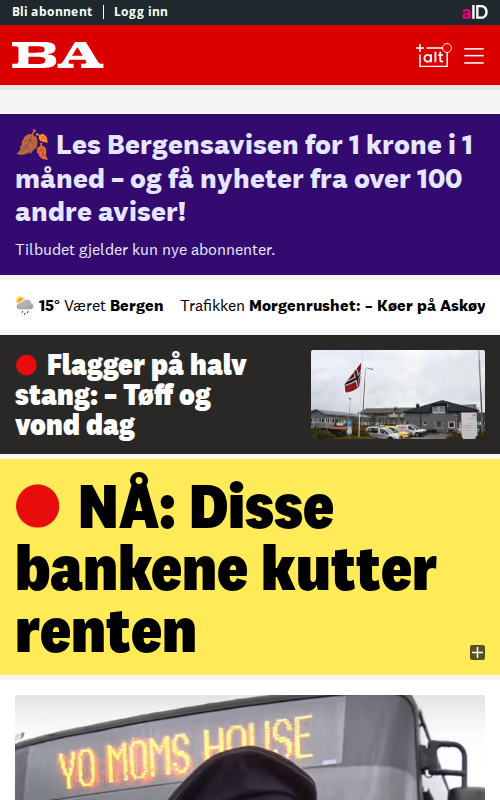 Bli abonnent | Logg inn
aID
BA
+alt
Les Bergensavisen for 1 krone i 1
måned – og få nyheter fra over 100
andre aviser!
Tilbudet gjelder kun nye abonnenter.
15° Været Bergen Trafikken Morgenrushet: – Køer på Askøy
Flagger på halv
stang: – Tøff og
vond dag
NÅ: Disse
bankene kutter
renten
YO MOMS HOUSE